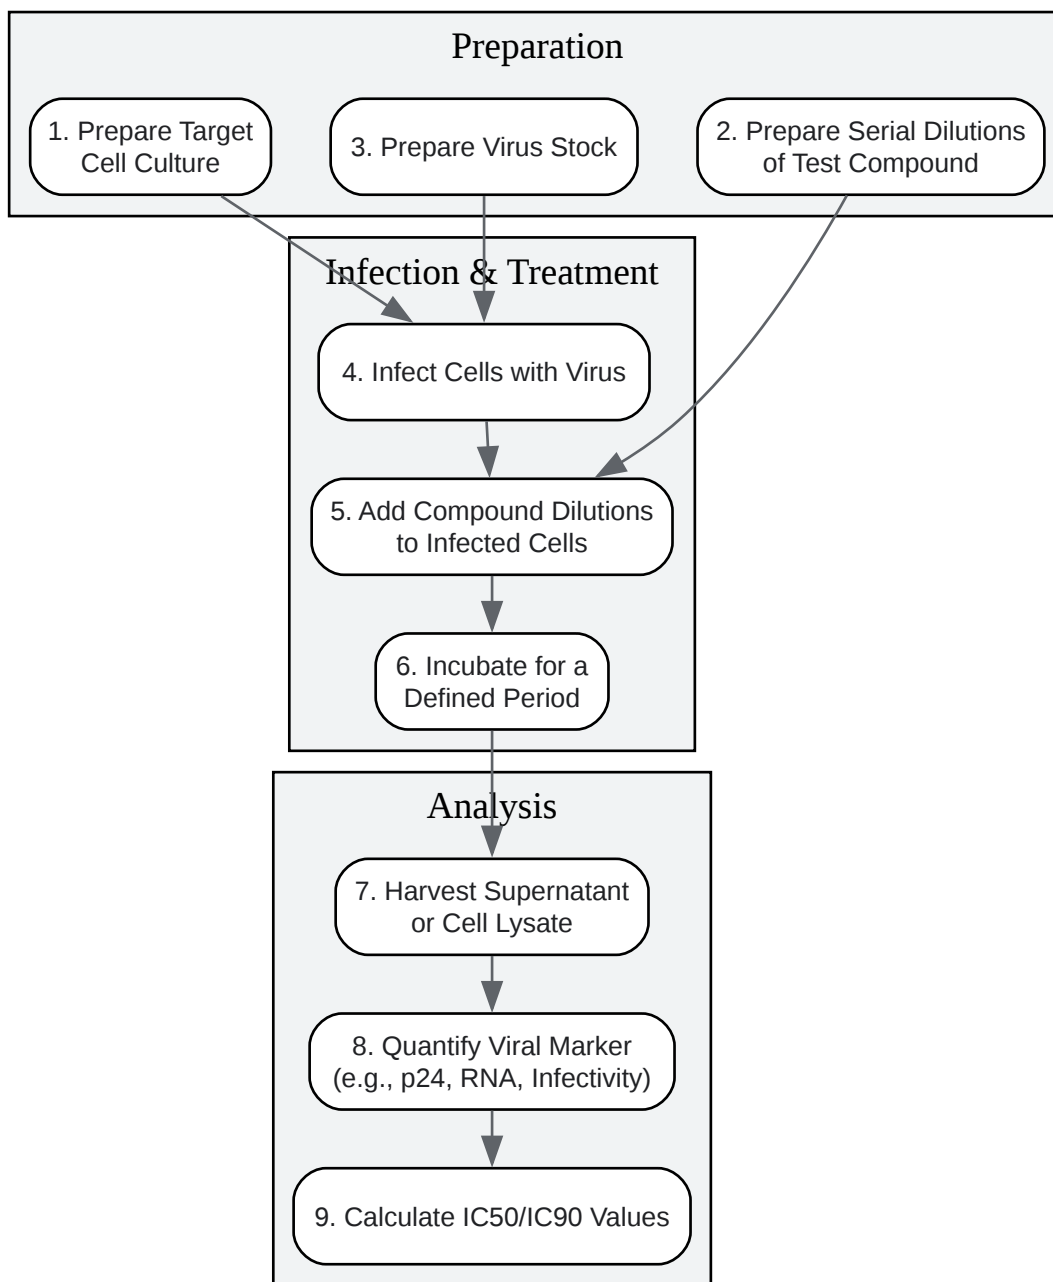 Preparation
1. Prepare Target
Cell Culture
3. Prepare Virus Stock
2. Prepare Serial Dilutions
of Test Compound
Infection & Treatment
4. Infect Cells with Virus
5. Add Compound Dilutions
to Infected Cells
6. Incubate for a
Defined Period
Analysis
7. Harvest Supernatant
or Cell Lysate
8. Quantify Viral Marker
(e.g., p24, RNA, Infectivity)
9. Calculate IC50/IC90 Values